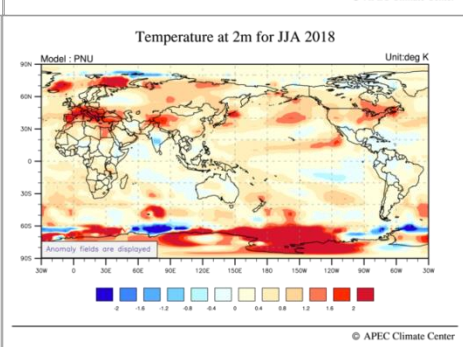 Temperature at 2m for JJA 2018
Model : PNU
Unit:deg K
90N
60N
30N
0
30S
60S
90S
Anomaly fields are displayed
30W 0 30E 60E 90E 120E 150E 180 150W 120W 90W 60W 30W
-2 -1.6 -1.2 -0.8 -0.4 0 0.4 0.8 1.2 1.6 2
© APEC Climate Center